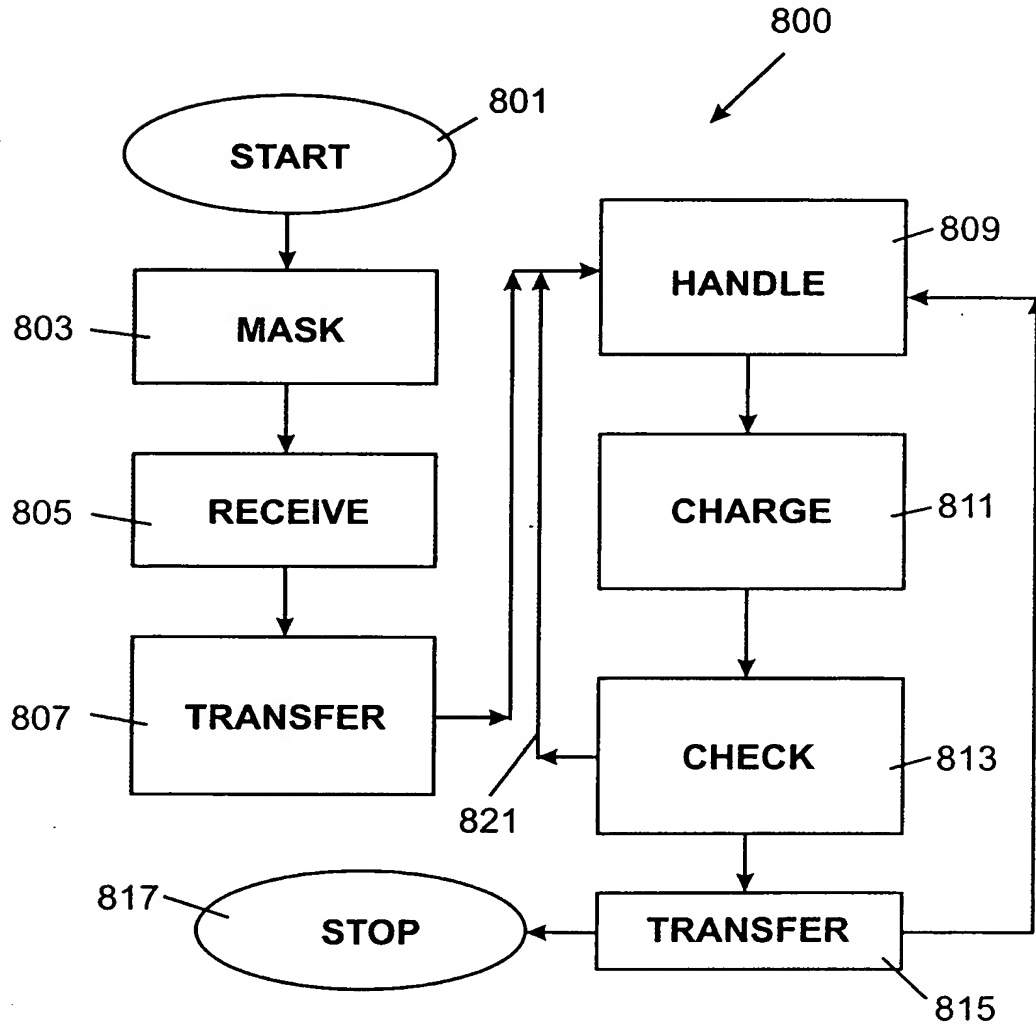 800
801
START
809
HANDLE
803
MASK
805
RECEIVE
811
CHARGE
807
TRANSFER
813
CHECK
821
817
STOP
TRANSFER
815